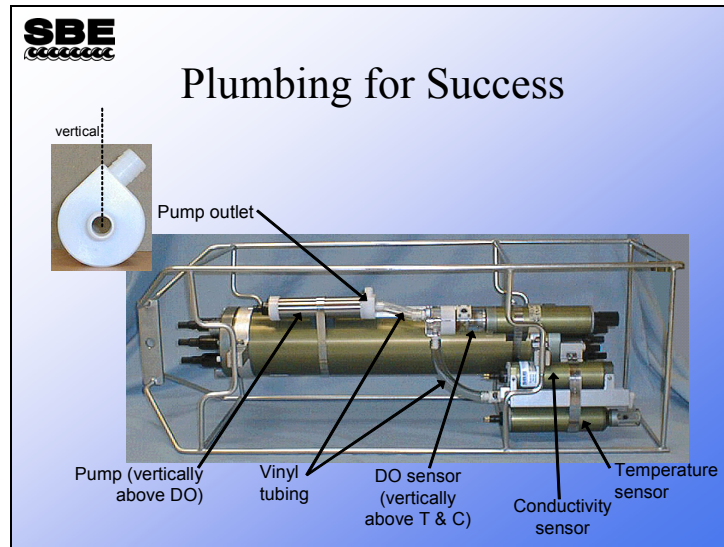 SBE
Plumbing for Success
vertical
Pump outlet
Pump (vertically
above DO)
Vinyl
tubing
DO sensor
(vertically
above T & C)
Conductivity
sensor
Temperature
sensor